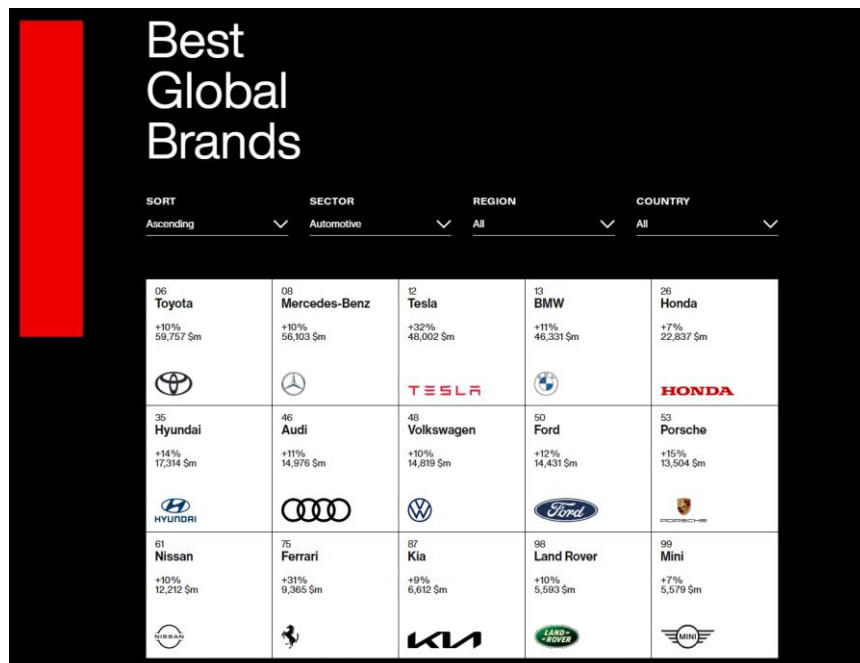 Best
Global
Brands
SORT SECTOR REGION COUNTRY
Ascending Automotive All All
06
Toyota
+10%
59,757 $m
08
Mercedes-Benz
+10%
56,103 $m
12
Tesla
+32%
48,002 $m
TESLA
13
BMW
+11%
46,331 $m
26
Honda
+7%
22,837 $m
HONDA
35
Hyundai
+14%
17,314 $m
HYUNDAI
46
Audi
+11%
14,976 $m
48
Volkswagen
+10%
14,819 $m
50
Ford
+12%
14,431 $m
Ford
53
Porsche
+15%
13,504 $m
PORSCHE
61
Nissan
+10%
12,212 $m
NISSAN
75
Ferrari
+31%
9,365 $m
87
Kia
+9%
6,612 $m
KIA
98
Land Rover
+10%
5,593 $m
LAND-
-ROVER
99
Mini
+7%
5,579 $m
MINI